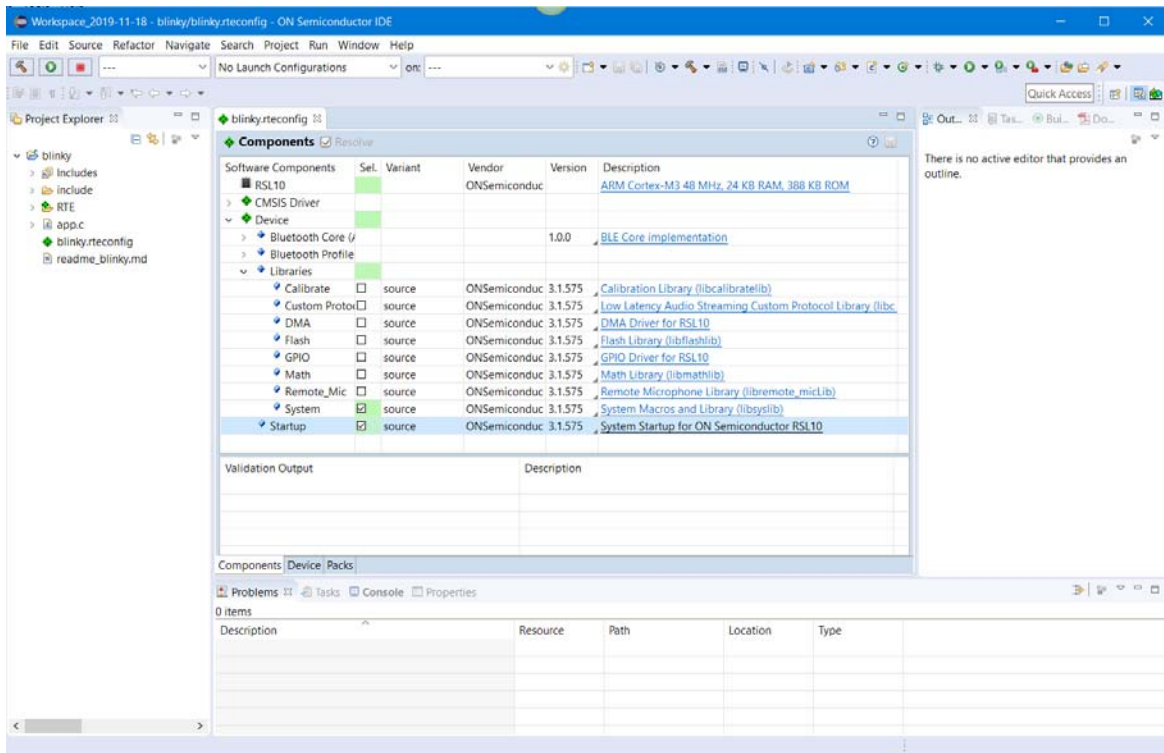 Workspace_2019-11-18 - blinky/blinky.rteconfig - ON Semiconductor IDE
File Edit Source Refactor Navigate Search Project Run Window Help
--- No Launch Configurations on: ---
Quick Access
Project Explorer
blinky
Includes
include
RTE
app.c
blinky.rteconfig
readme_blinky.md
blinky.rteconfig
Components Resolve
Software Components Sel. Variant Vendor Version Description
RSL10 ONSemiconduc ARM Cortex-M3 48 MHz, 24 KB RAM, 388 KB ROM
CMSIS Driver
Device
Bluetooth Core (/ 1.0.0 BLE Core implementation
Bluetooth Profile
Libraries
Calibrate source ONSemiconduc 3.1.575 Calibration Library (libcalibratelib)
Custom Protoc source ONSemiconduc 3.1.575 Low Latency Audio Streaming Custom Protocol Library (libc
DMA source ONSemiconduc 3.1.575 DMA Driver for RSL10
Flash source ONSemiconduc 3.1.575 Flash Library (libflashlib)
GPIO source ONSemiconduc 3.1.575 GPIO Driver for RSL10
Math source ONSemiconduc 3.1.575 Math Library (libmathlib)
Remote_Mic source ONSemiconduc 3.1.575 Remote Microphone Library (libremote_micLib)
System source ONSemiconduc 3.1.575 System Macros and Library (libsyslib)
Startup source ONSemiconduc 3.1.575 System Startup for ON Semiconductor RSL10
Validation Output Description
Components Device Packs
Out... Tas... Bui... Do...
There is no active editor that provides an
outline.
Problems Tasks Console Properties
0 items
Description Resource Path Location Type